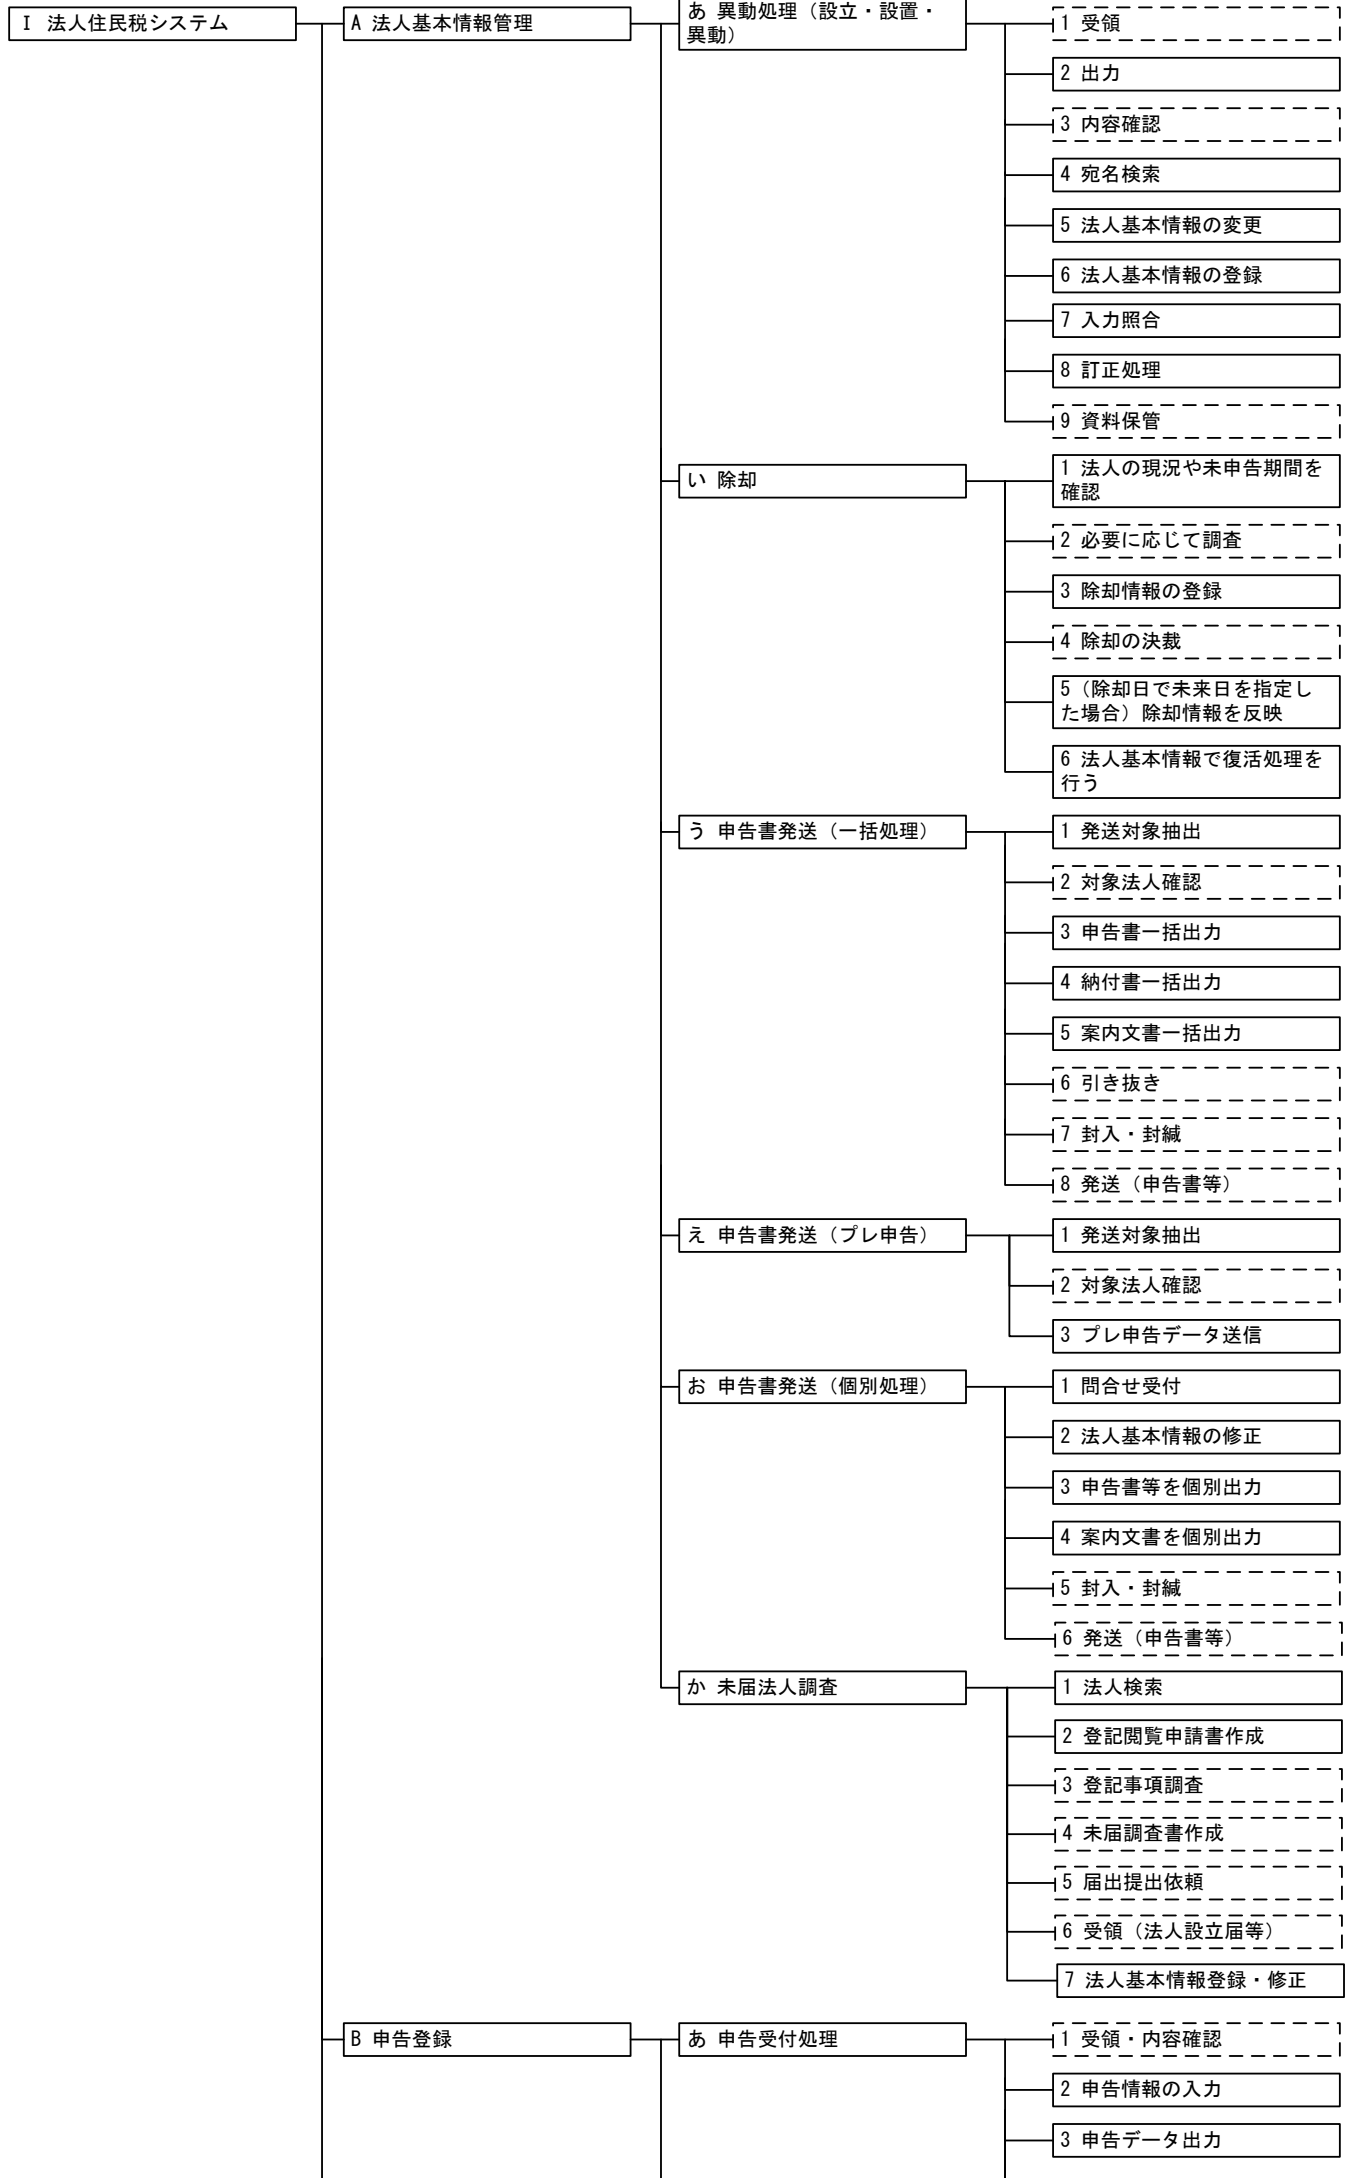 I 法人住民税システム
A 法人基本情報管理
あ 異動処理（設立・設置・
異動）
1 受領
2 出力
3 内容確認
4 宛名検索
5 法人基本情報の変更
6 法人基本情報の登録
7 入力照合
8 訂正処理
9 資料保管
い 除却
1 法人の現況や未申告期間を
確認
2 必要に応じて調査
3 除却情報の登録
4 除却の決裁
5（除却日で未来日を指定し
た場合）除却情報を反映
6 法人基本情報で復活処理を
行う
う 申告書発送（一括処理）
1 発送対象抽出
2 対象法人確認
3 申告書一括出力
4 納付書一括出力
5 案内文書一括出力
6 引き抜き
7 封入・封緘
8 発送（申告書等）
え 申告書発送（プレ申告）
1 発送対象抽出
2 対象法人確認
3 プレ申告データ送信
お 申告書発送（個別処理）
1 問合せ受付
2 法人基本情報の修正
3 申告書等を個別出力
4 案内文書を個別出力
5 封入・封緘
6 発送（申告書等）
か 未届法人調査
1 法人検索
2 登記閲覧申請書作成
3 登記事項調査
4 未届調査書作成
5 届出提出依頼
6 受領（法人設立届等）
7 法人基本情報登録・修正
B 申告登録
あ 申告受付処理
1 受領・内容確認
2 申告情報の入力
3 申告データ出力